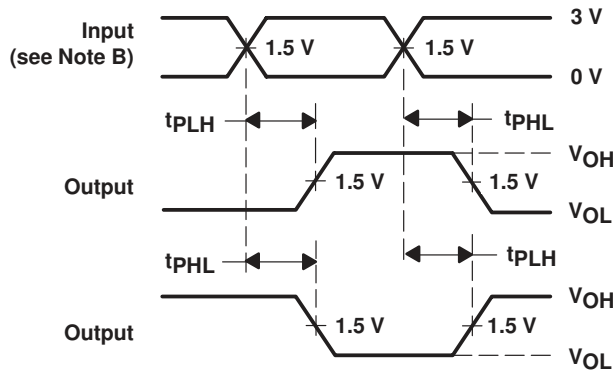 Input
(see Note B)
1.5 V
1.5 V
3 V
0 V
tPLH
tPHL
Output
1.5 V
1.5 V
VOH
VOL
tPHL
tPLH
Output
1.5 V
1.5 V
VOH
VOL